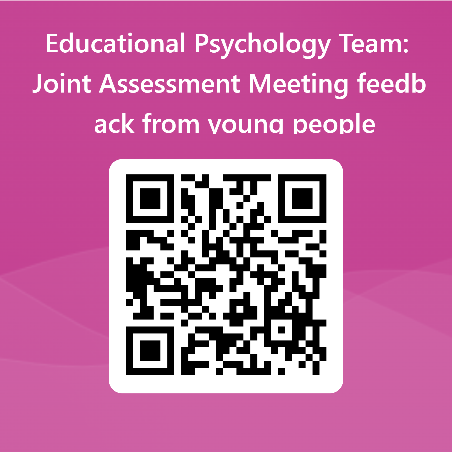 Educational Psychology Team:
Joint Assessment Meeting feedb
ack from young people